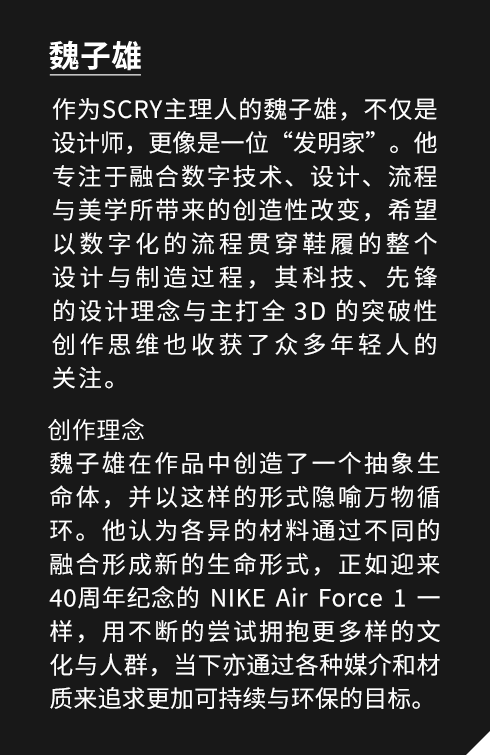 魏子雄
作为SCRY主理人的魏子雄，不仅是
设计师，更像是一位“发明家”。他
专注于融合数字技术、设计、流程
与美学所带来的创造性改变，希望
以数字化的流程贯穿鞋履的整个
设计与制造过程，其科技、先锋
的设计理念与主打全 3D 的突破性
创作思维也收获了众多年轻人的
关注。
创作理念
魏子雄在作品中创造了一个抽象生
命体，并以这样的形式隐喻万物循
环。他认为各异的材料通过不同的
融合形成新的生命形式，正如迎来
40周年纪念的 NIKE Air Force 1 一
样，用不断的尝试拥抱更多样的文
化与人群，当下亦通过各种媒介和材
质来追求更加可持续与环保的目标。